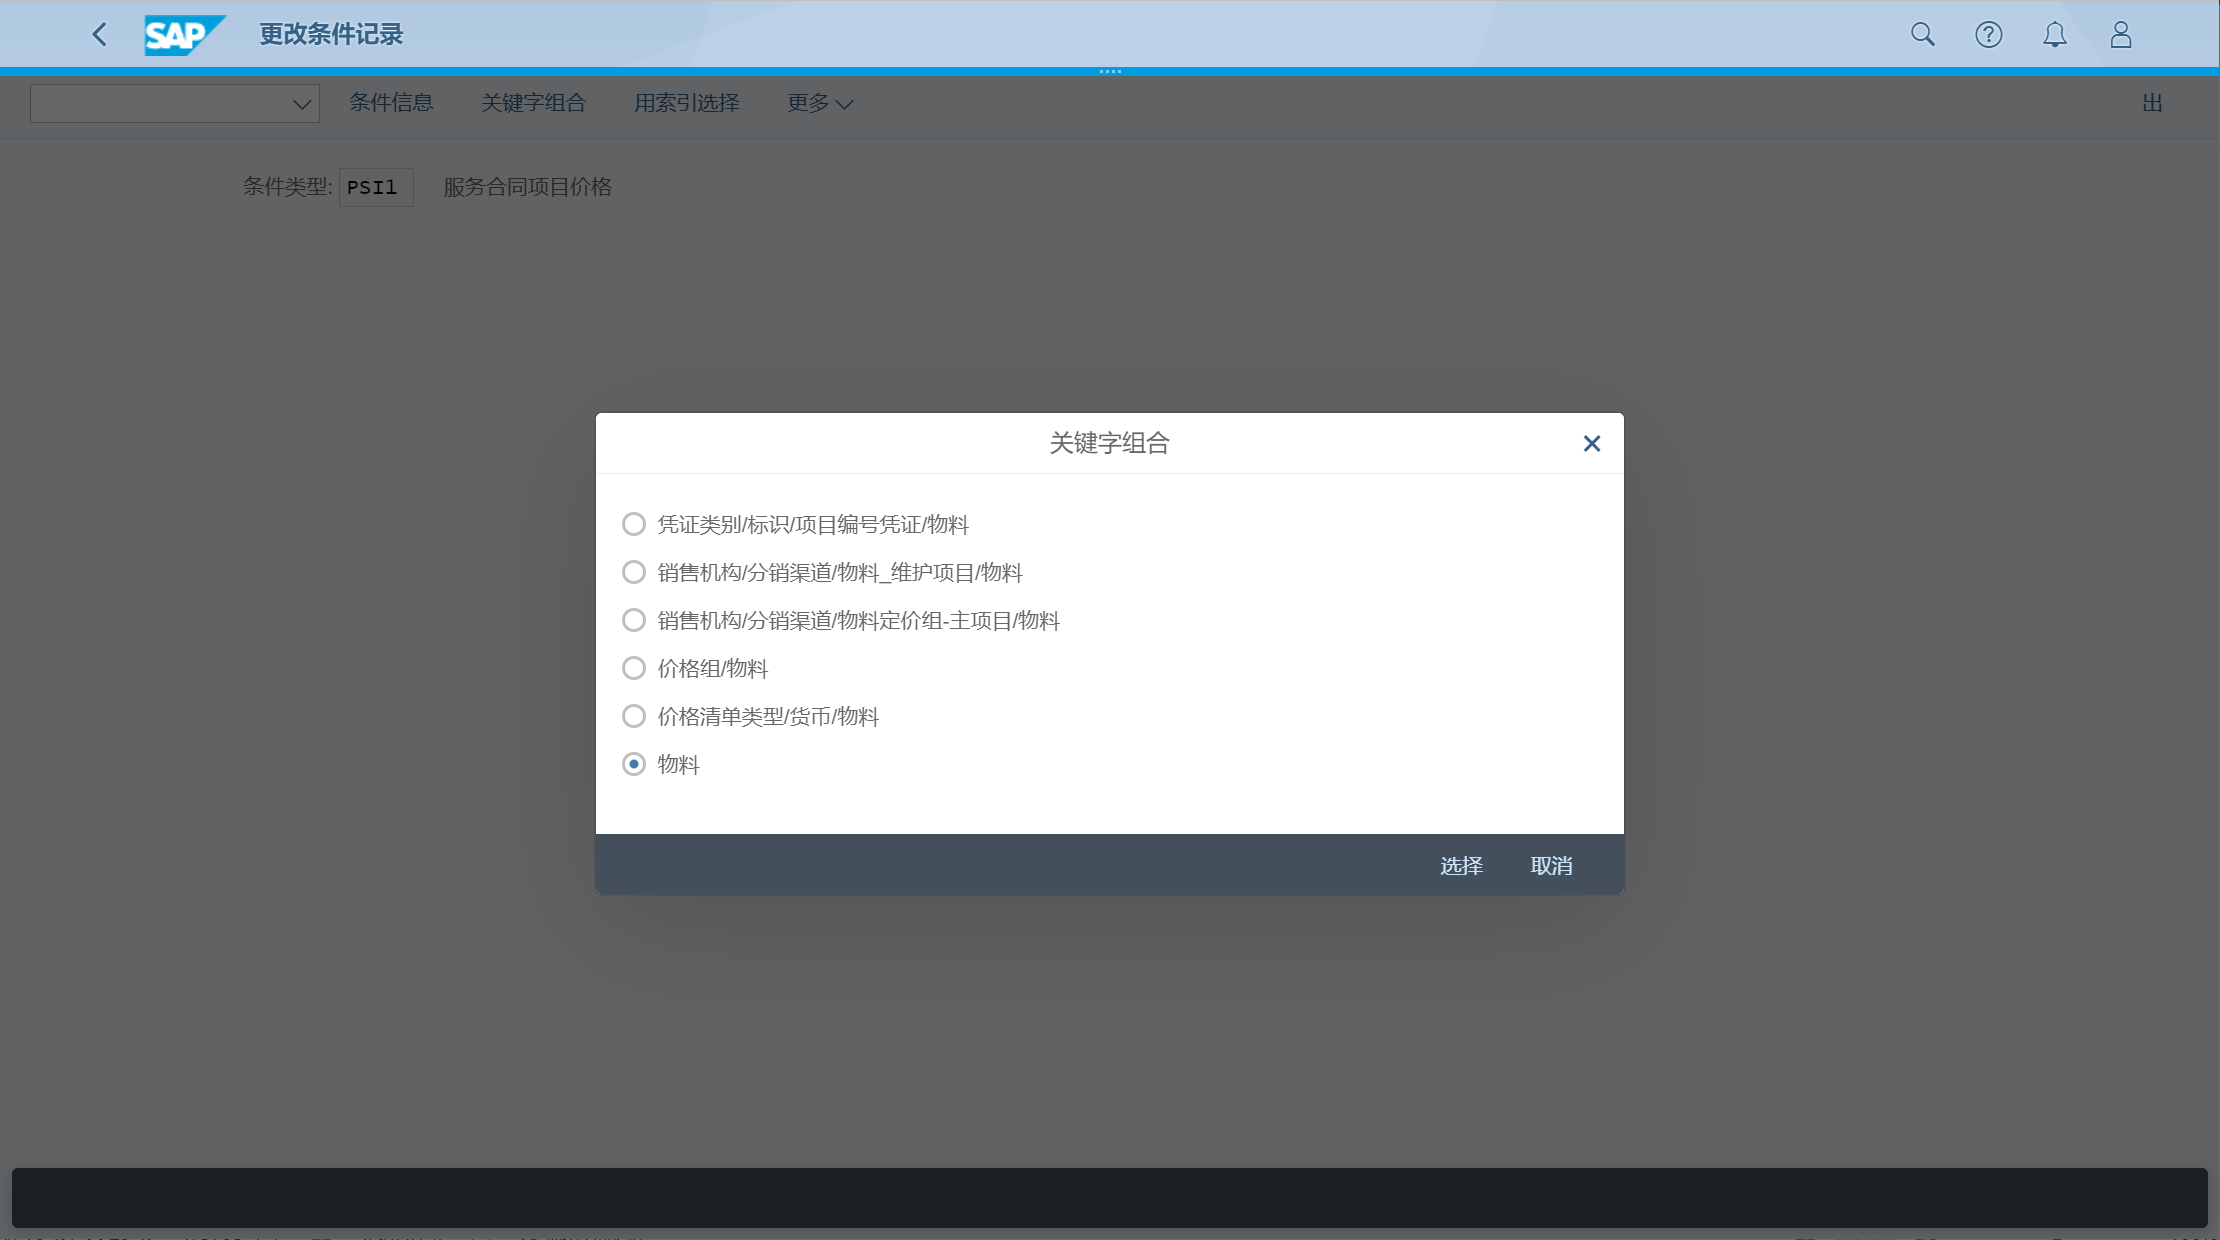 SAP 更改条件记录
条件信息 关键字组合 用索引选择 更多 出
条件类型: PSI1 服务合同项目价格
关键字组合
凭证类别/标识/项目编号凭证/物料
销售机构/分销渠道/物料_维护项目/物料
销售机构/分销渠道/物料定价组-主项目/物料
价格组/物料
价格清单类型/货币/物料
物料
选择 取消